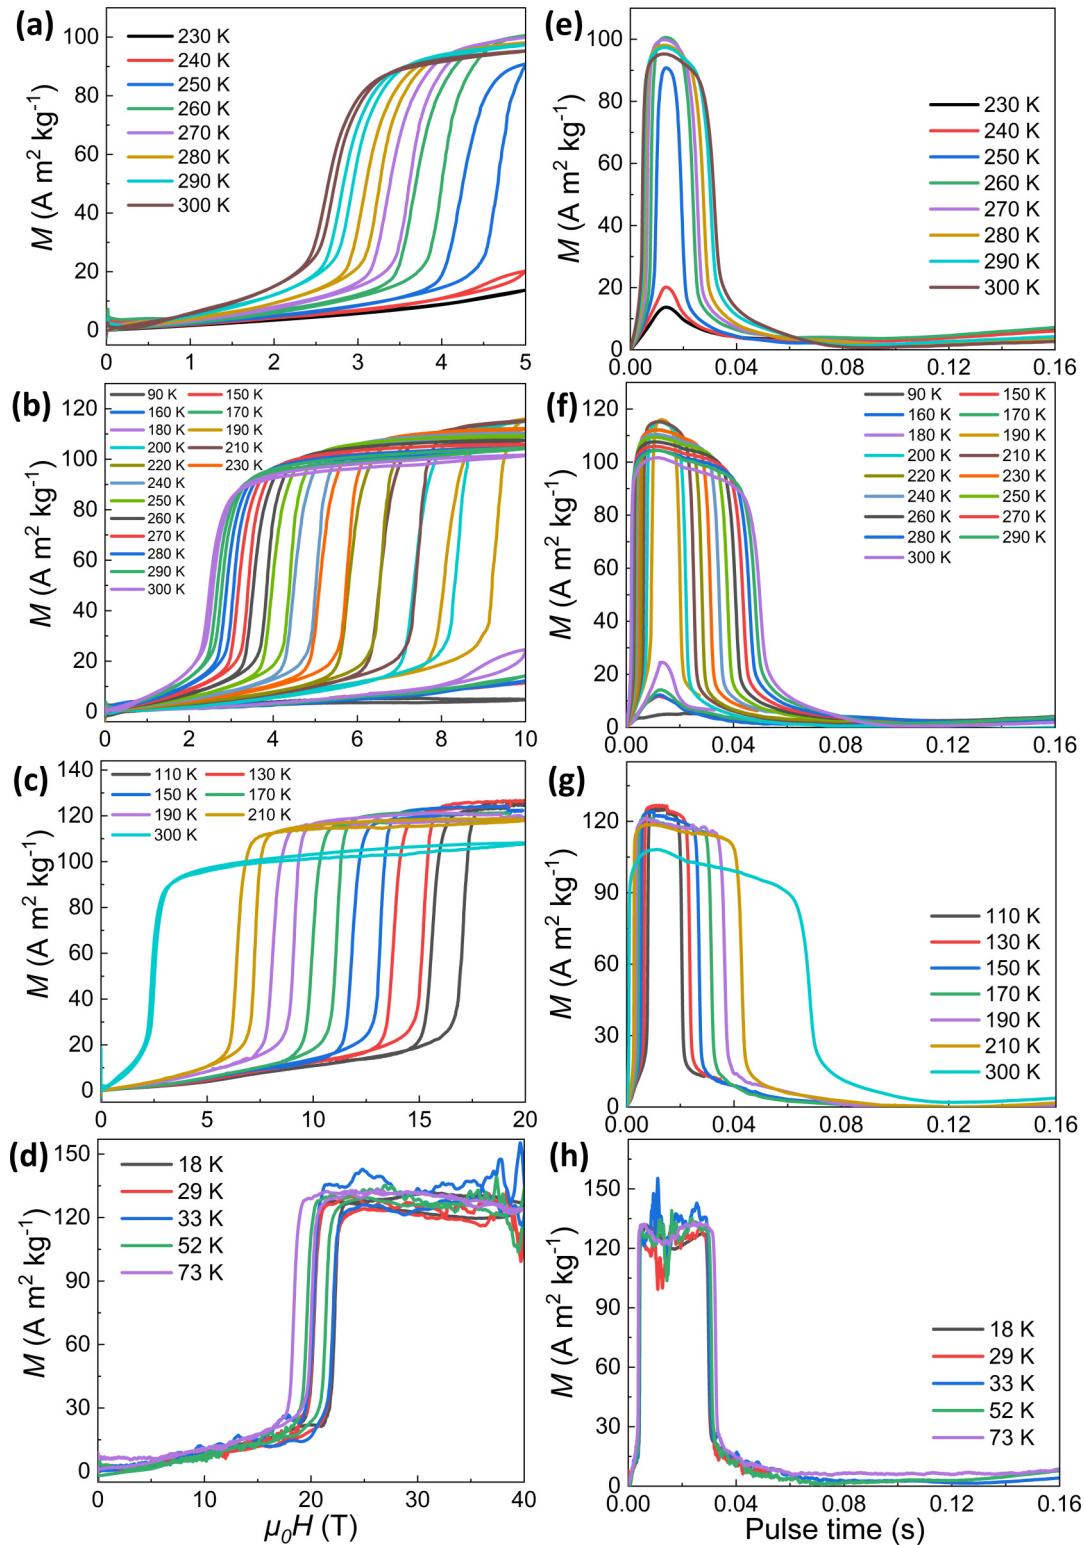 (a)
100
80
60
40
20
0
M (A m² kg⁻¹)
230 K
240 K
250 K
260 K
270 K
280 K
290 K
300 K
0 1 2 3 4 5
(e)
100
80
60
40
20
0
M (A m² kg⁻¹)
230 K
240 K
250 K
260 K
270 K
280 K
290 K
300 K
0.00 0.04 0.08 0.12 0.16
(b)
120
100
80
60
40
20
0
M (A m² kg⁻¹)
90 K 150 K
160 K 170 K
180 K 190 K
200 K 210 K
220 K 230 K
240 K
250 K
260 K
270 K
280 K
290 K
300 K
0 2 4 6 8 10
(f)
120
100
80
60
40
20
0
M (A m² kg⁻¹)
90 K 150 K
160 K 170 K
180 K 190 K
200 K 210 K
220 K 230 K
240 K 250 K
260 K 270 K
280 K 290 K
300 K
0.00 0.04 0.08 0.12 0.16
(c)
140
120
100
80
60
40
20
0
M (A m² kg⁻¹)
110 K 130 K
150 K 170 K
190 K 210 K
300 K
0 5 10 15 20
(g)
120
90
60
30
0
M (A m² kg⁻¹)
110 K
130 K
150 K
170 K
190 K
210 K
300 K
0.00 0.04 0.08 0.12 0.16
(d)
150
120
90
60
30
0
M (A m² kg⁻¹)
18 K
29 K
33 K
52 K
73 K
0 10 20 30 40
μ₀H (T)
(h)
150
120
90
60
30
0
M (A m² kg⁻¹)
18 K
29 K
33 K
52 K
73 K
0.00 0.04 0.08 0.12 0.16
Pulse time (s)